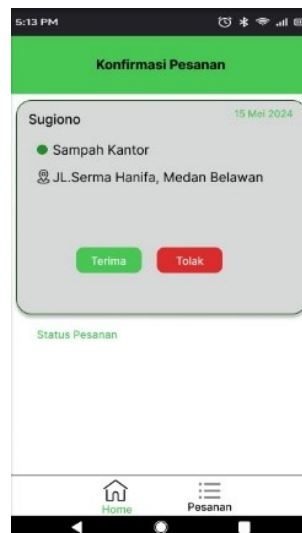 5:13 PM
Konfirmasi Pesanan
Sugiono
15 Mei 2024
Sampah Kantor
JL.Serma Hanifa, Medan Belawan
Terima
Tolak
Status Pesanan
Home
Pesanan